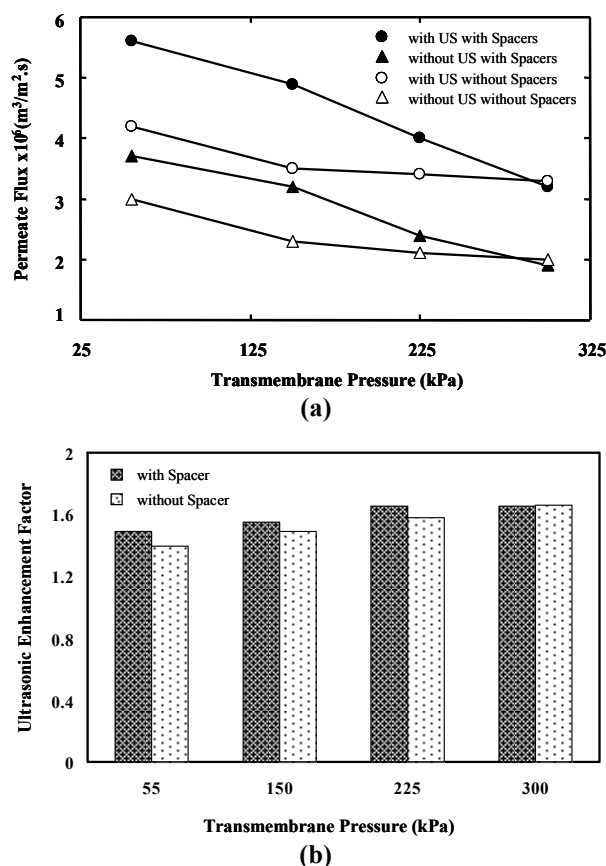 6
with US with Spacers
without US with Spacers
with US without Spacers
without US without Spacers
5
4
3
2
1
Permeate Flux x10⁶(m³/m².s)
25 125 225 325
Transmembrane Pressure (kPa)
(a)
2
with Spacer
without Spacer
1.6
1.2
0.8
0.4
0
Ultrasonic Enhancement Factor
55 150 225 300
Transmembrane Pressure (kPa)
(b)